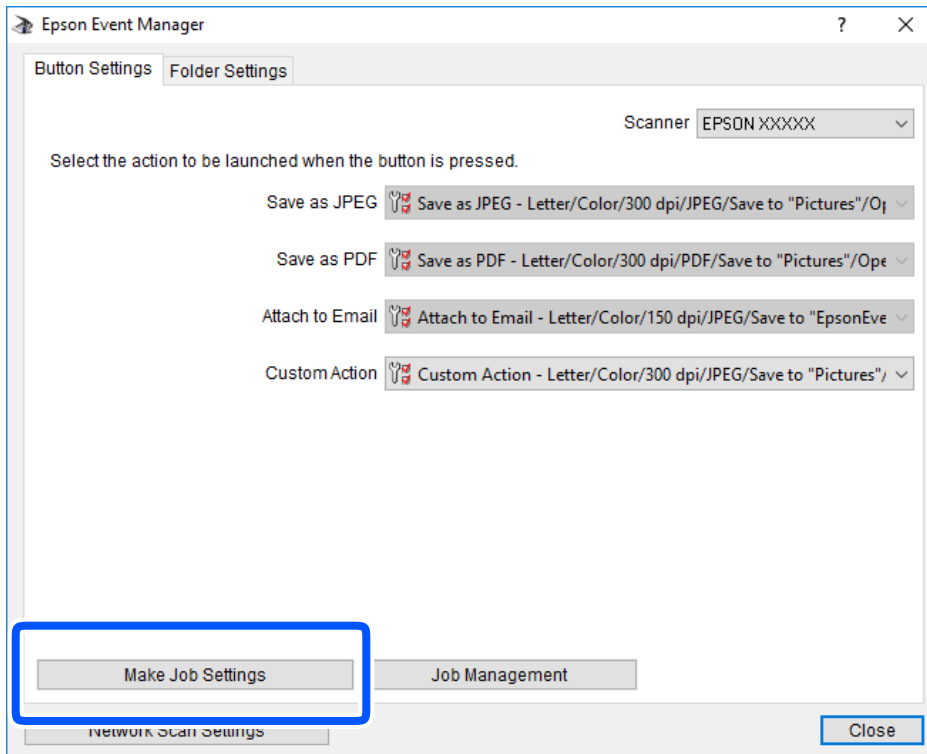 Epson Event Manager
Button Settings Folder Settings
Scanner EPSON XXXXX
Select the action to be launched when the button is pressed.
Save as JPEG Save as JPEG - Letter/Color/300 dpi/JPEG/Save to "Pictures"/Op
Save as PDF Save as PDF - Letter/Color/300 dpi/PDF/Save to "Pictures"/Ope
Attach to Email Attach to Email - Letter/Color/150 dpi/JPEG/Save to "EpsonEve
Custom Action Custom Action - Letter/Color/300 dpi/JPEG/Save to "Pictures"/
Make Job Settings Job Management
Network Scan Settings Close